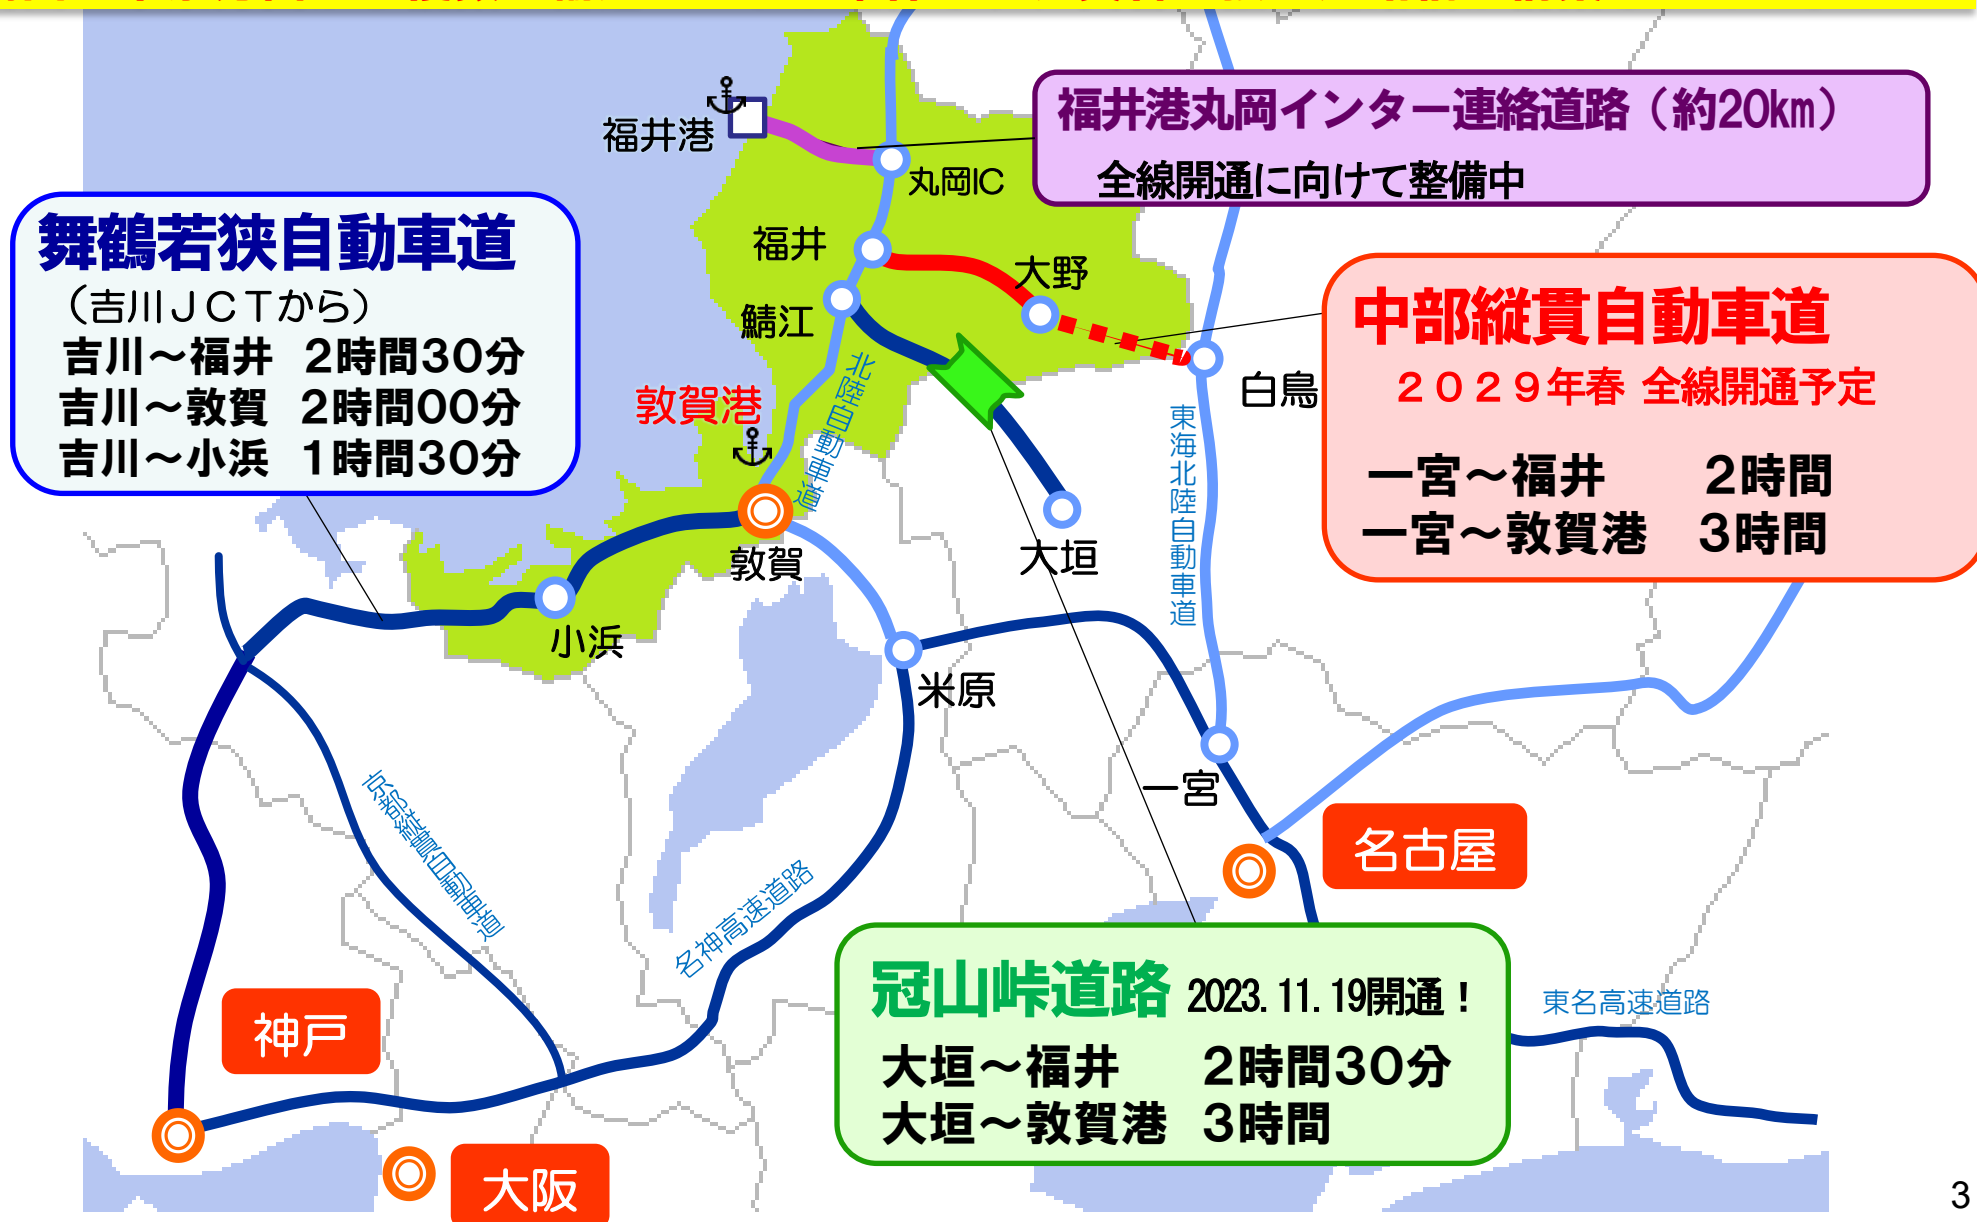 福井港丸岡インター連絡道路（約20km）
全線開通に向けて整備中
福井港
丸岡IC
舞鶴若狭自動車道
（吉川ＪＣＴから）
吉川～福井 2時間30分
吉川～敦賀 2時間00分
吉川～小浜 1時間30分
福井
大野
鯖江
中部縦貫自動車道
２０２９年春 全線開通予定
一宮～福井 2時間
一宮～敦賀港 3時間
白鳥
北陸自動車道
敦賀港
東海北陸自動車道
敦賀
大垣
小浜
米原
一宮
京都縦貫自動車道
名古屋
名神高速道路
冠山峠道路 2023.11.19開通！
大垣～福井 2時間30分
大垣～敦賀港 3時間
東名高速道路
神戸
大阪
3